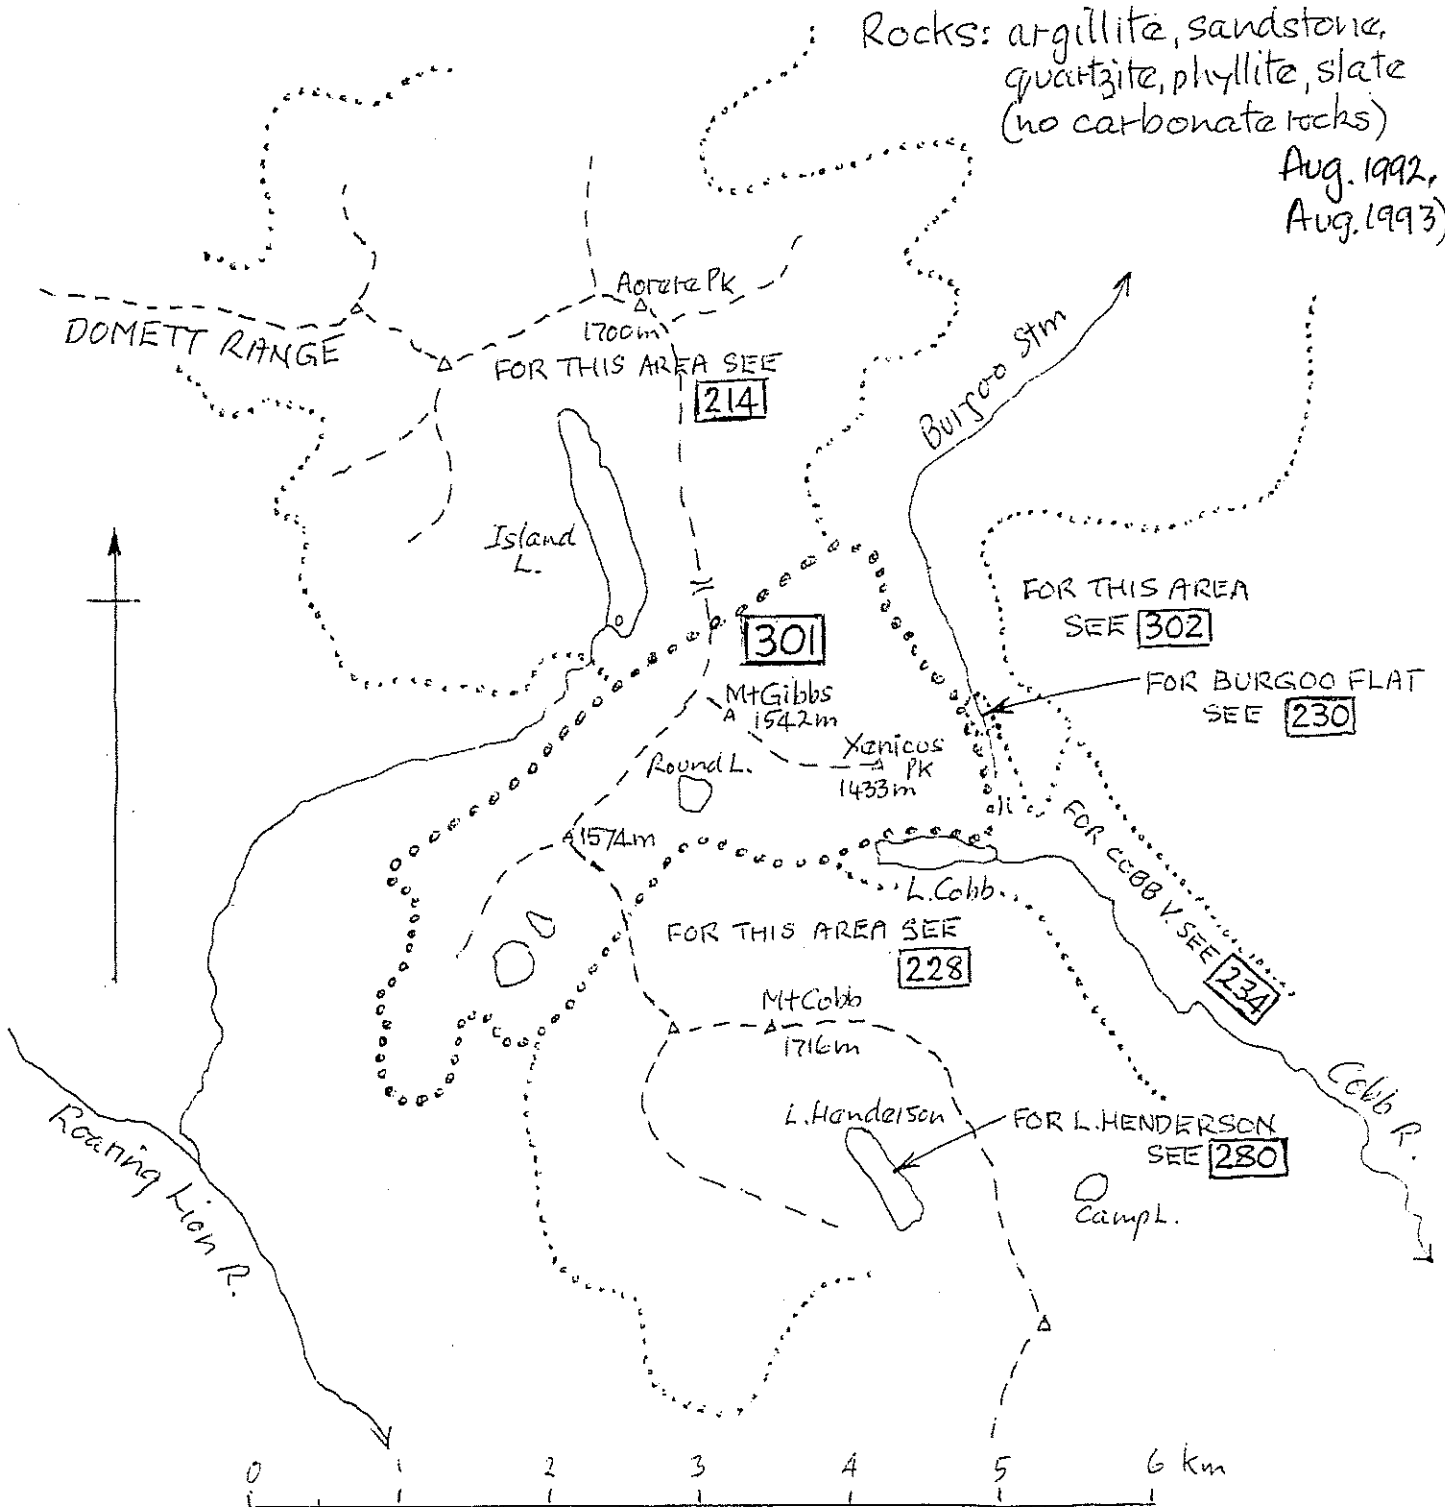 Rocks: argillite, sandstone,
quartzite, phyllite, slate
(no carbonate rocks)
Aug. 1992,
Aug. 1993)
Aorere Pk
1700m
DOMETT RANGE
FOR THIS AREA SEE
214
Burgoo Stm
Island
L.
FOR THIS AREA
SEE 302
301
FOR BURGOO FLAT
SEE 230
Mt Gibbs
1542m
Xenicus
Pk
1433m
Round L.
1574m
FOR COBB V. SEE 234
L. Cobb
FOR THIS AREA SEE
228
Mt Cobb
1716m
Cobb R.
L. Henderson
FOR L. HENDERSON
SEE 280
Camp L.
Roaring Lion R.
0 1 2 3 4 5 6 km